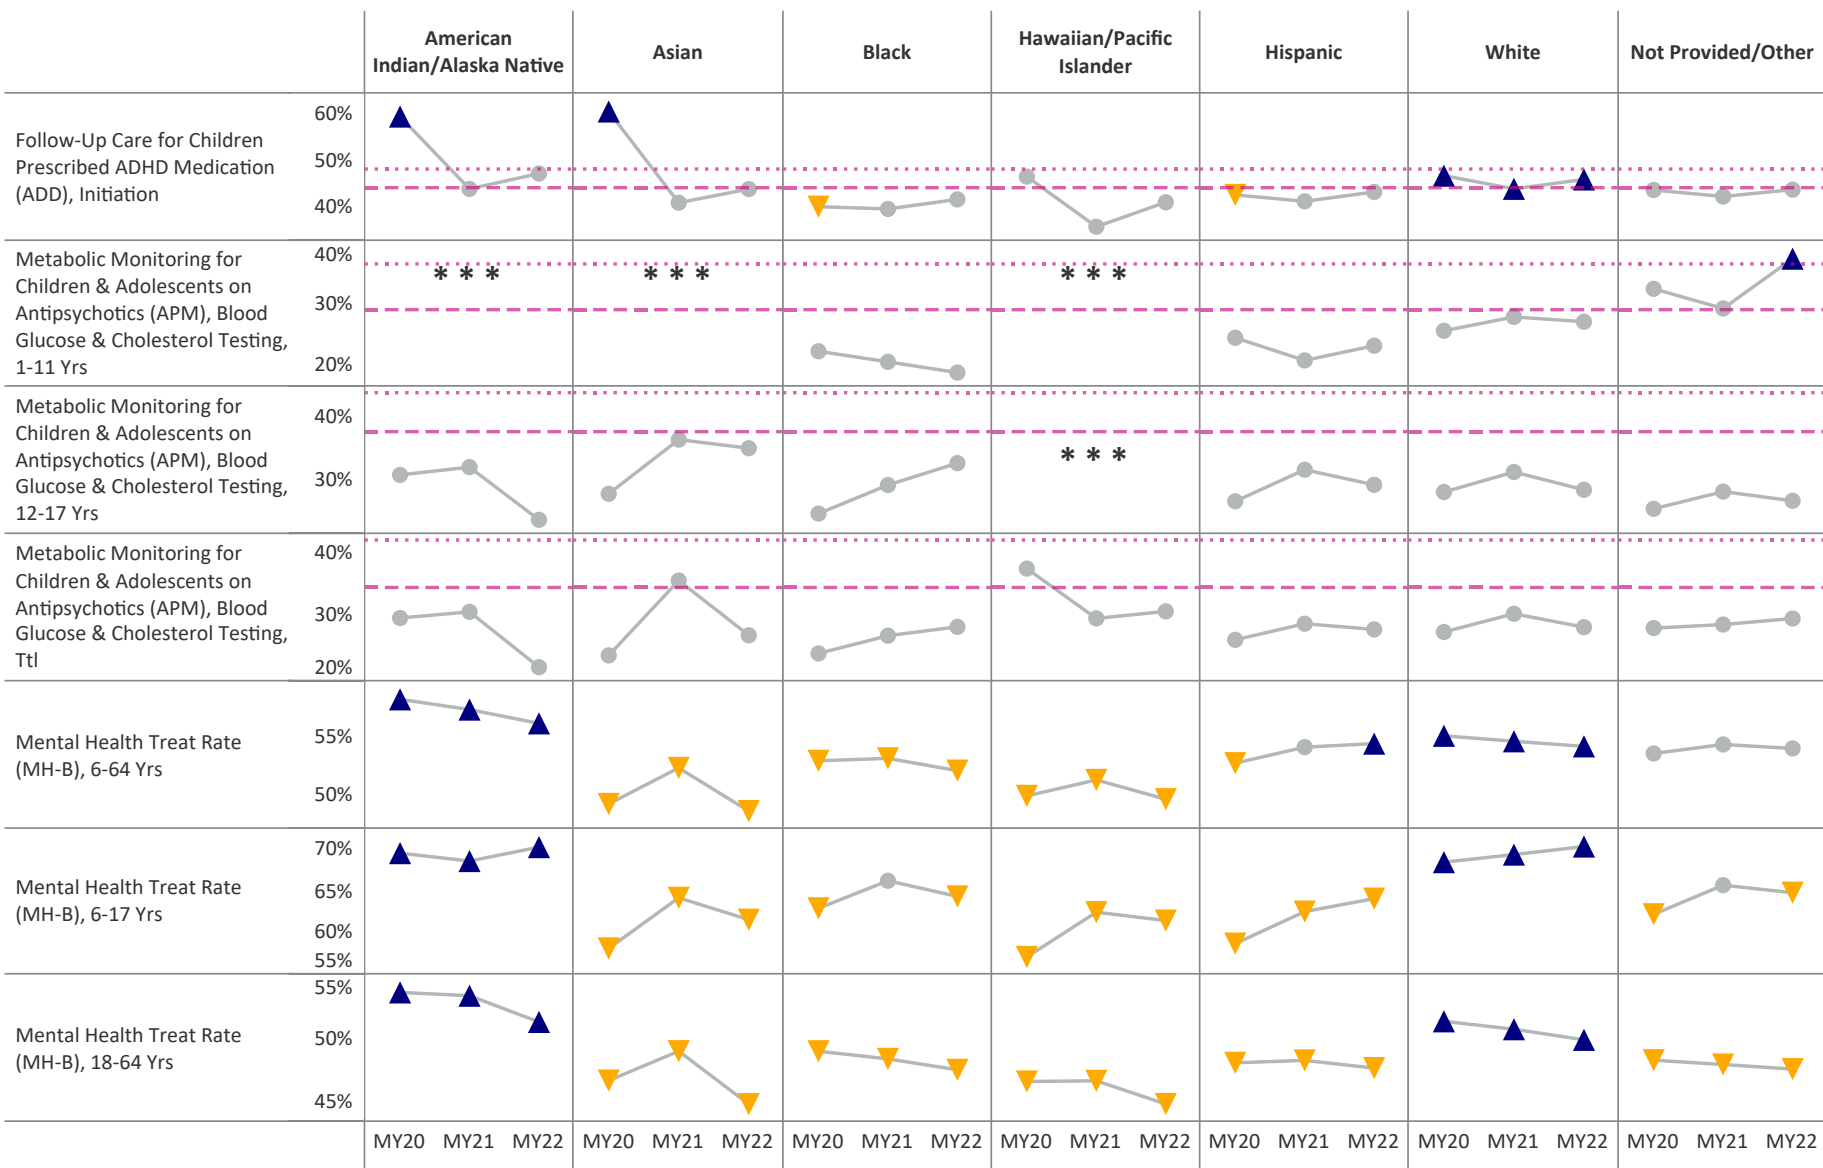 American
Indian/Alaska Native
Asian
Black
Hawaiian/Pacific
Islander
Hispanic
White
Not Provided/Other
Follow-Up Care for Children
Prescribed ADHD Medication
(ADD), Initiation
60%
50%
40%
Metabolic Monitoring for
Children & Adolescents on
Antipsychotics (APM), Blood
Glucose & Cholesterol Testing,
1-11 Yrs
40%
30%
20%
* * *
* * *
* * *
Metabolic Monitoring for
Children & Adolescents on
Antipsychotics (APM), Blood
Glucose & Cholesterol Testing,
12-17 Yrs
40%
30%
* * *
Metabolic Monitoring for
Children & Adolescents on
Antipsychotics (APM), Blood
Glucose & Cholesterol Testing,
Ttl
40%
30%
20%
Mental Health Treat Rate
(MH-B), 6-64 Yrs
55%
50%
Mental Health Treat Rate
(MH-B), 6-17 Yrs
70%
65%
60%
55%
Mental Health Treat Rate
(MH-B), 18-64 Yrs
55%
50%
45%
MY20 MY21 MY22 MY20 MY21 MY22 MY20 MY21 MY22 MY20 MY21 MY22 MY20 MY21 MY22 MY20 MY21 MY22 MY20 MY21 MY22